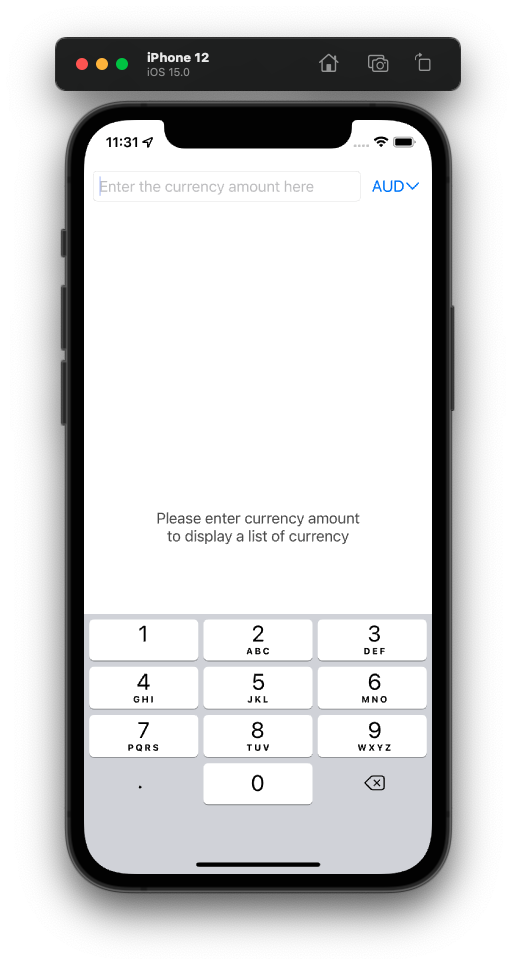 iPhone 12
iOS 15.0
11:31
Enter the currency amount here
AUD
Please enter currency amount
to display a list of currency
1
2
ABC
3
DEF
4
GHI
5
JKL
6
MNO
7
PQRS
8
TUV
9
WXYZ
.
0